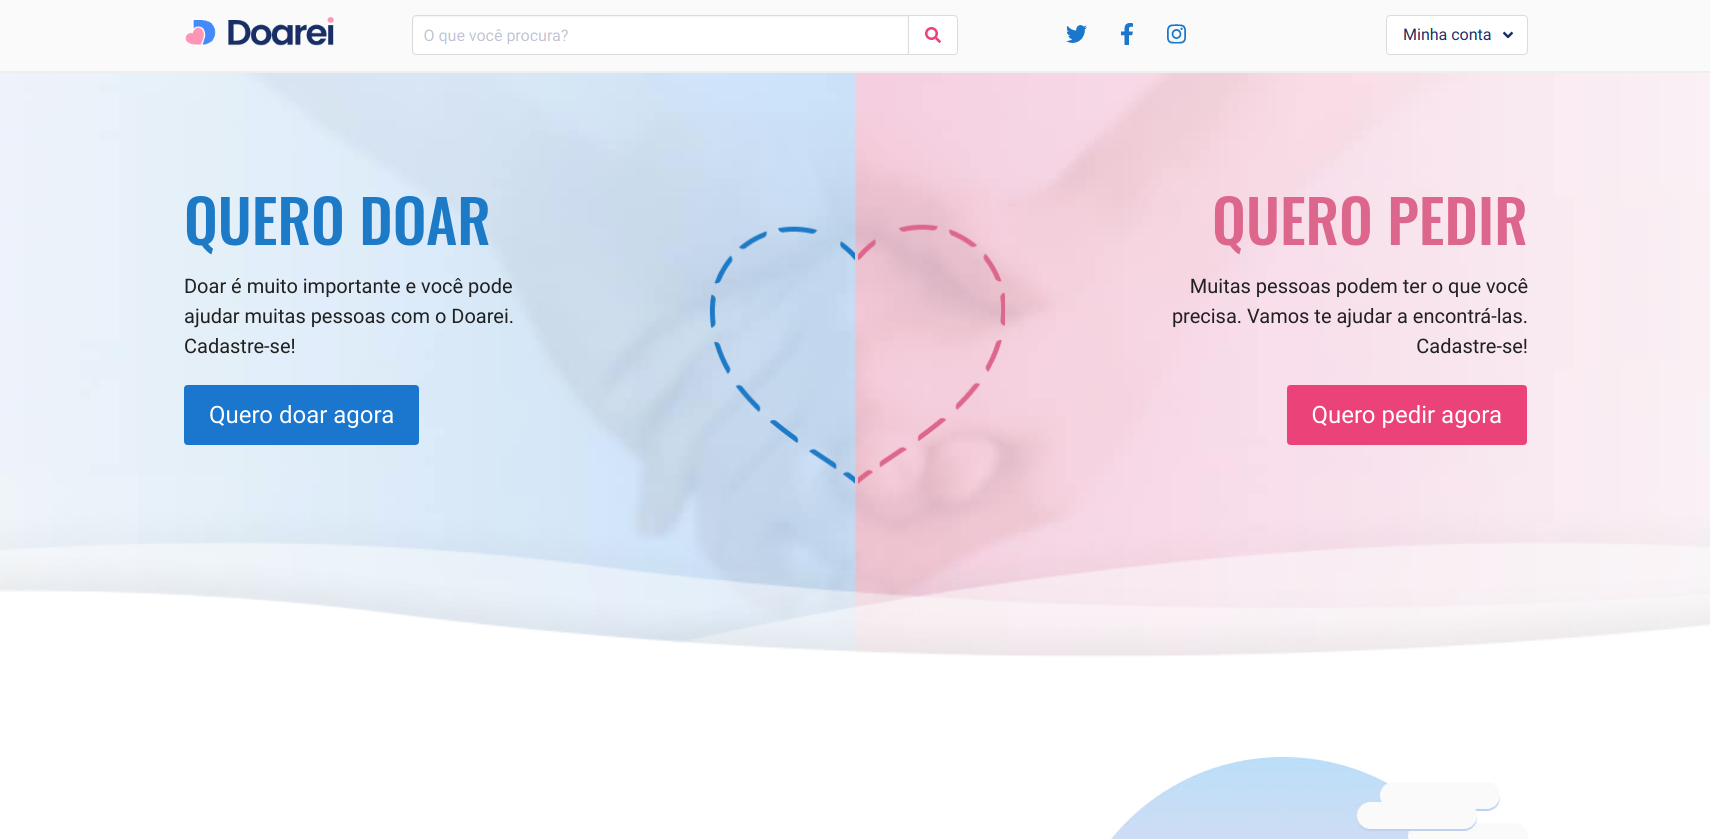 Doarei
O que você procura?
Minha conta
QUERO DOAR
Doar é muito importante e você pode
ajudar muitas pessoas com o Doarei.
Cadastre-se!
Quero doar agora
QUERO PEDIR
Muitas pessoas podem ter o que você
precisa. Vamos te ajudar a encontrá-las.
Cadastre-se!
Quero pedir agora